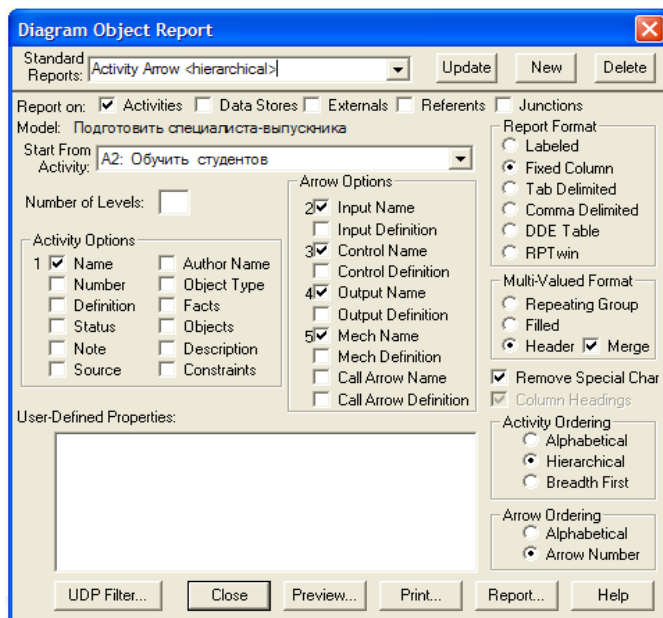 Diagram Object Report
Standard Reports: Activity Arrow <hierarchical> Update New Delete
Report on: Activities Data Stores Externals Referents Junctions
Model: Подготовить специалиста-выпускника
Start From Activity: A2: Обучить студентов
Number of Levels:
Activity Options
1 Name Author Name
Number Object Type
Definition Facts
Status Objects
Note Description
Source Constraints
Arrow Options
2 Input Name
Input Definition
3 Control Name
Control Definition
4 Output Name
Output Definition
5 Mech Name
Mech Definition
Call Arrow Name
Call Arrow Definition
Report Format
Labeled
Fixed Column
Tab Delimited
Comma Delimited
DDE Table
RPTwin
Multi-Valued Format
Repeating Group
Filled
Header Merge
Remove Special Char
Column Headings
Activity Ordering
Alphabetical
Hierarchical
Breadth First
Arrow Ordering
Alphabetical
Arrow Number
User-Defined Properties:
UDP Filter... Close Preview... Print... Report... Help